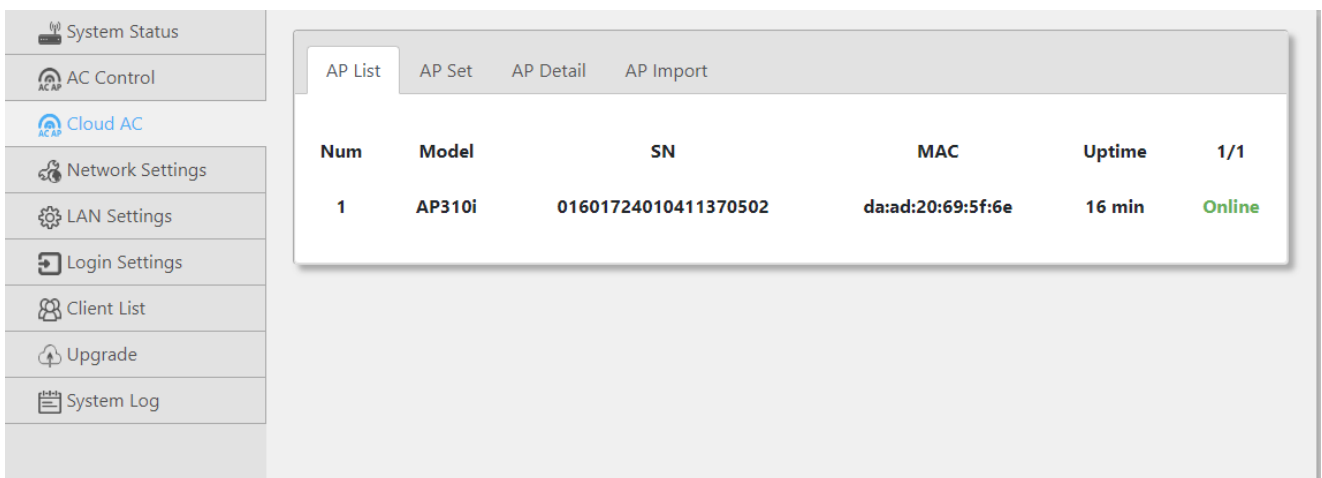 System Status
AC Control
Cloud AC
Network Settings
LAN Settings
Login Settings
Client List
Upgrade
System Log
AP List AP Set AP Detail AP Import
Num Model SN MAC Uptime 1/1
1 AP310i 01601724010411370502 da:ad:20:69:5f:6e 16 min Online